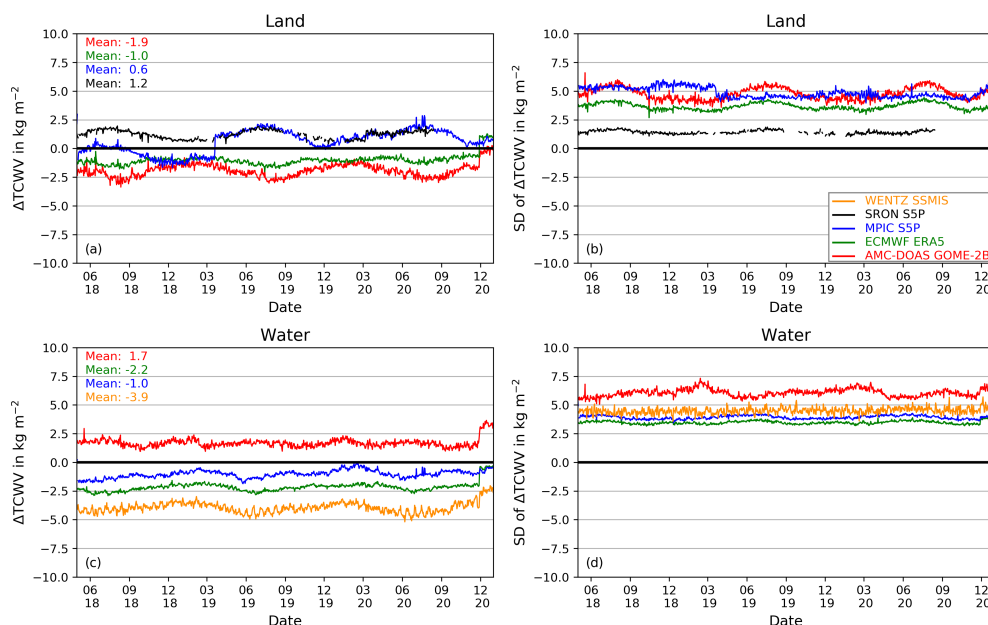 Land
ΔTCWV in kg m⁻²
10.0
7.5
5.0
2.5
0.0
−2.5
−5.0
−7.5
−10.0
Mean: -1.9
Mean: -1.0
Mean: 0.6
Mean: 1.2
(a)
06 09 12 03 06 09 12 03 06 09 12
18 18 18 19 19 19 19 20 20 20 20
Date
Land
SD of ΔTCWV in kg m⁻²
10.0
7.5
5.0
2.5
0.0
−2.5
−5.0
−7.5
−10.0
WENTZ SSMIS
SRON S5P
MPIC S5P
ECMWF ERA5
AMC-DOAS GOME-2B
(b)
06 09 12 03 06 09 12 03 06 09 12
18 18 18 19 19 19 19 20 20 20 20
Date
Water
ΔTCWV in kg m⁻²
10.0
7.5
5.0
2.5
0.0
−2.5
−5.0
−7.5
−10.0
Mean: 1.7
Mean: -2.2
Mean: -1.0
Mean: -3.9
(c)
06 09 12 03 06 09 12 03 06 09 12
18 18 18 19 19 19 19 20 20 20 20
Date
Water
SD of ΔTCWV in kg m⁻²
10.0
7.5
5.0
2.5
0.0
−2.5
−5.0
−7.5
−10.0
(d)
06 09 12 03 06 09 12 03 06 09 12
18 18 18 19 19 19 19 20 20 20 20
Date